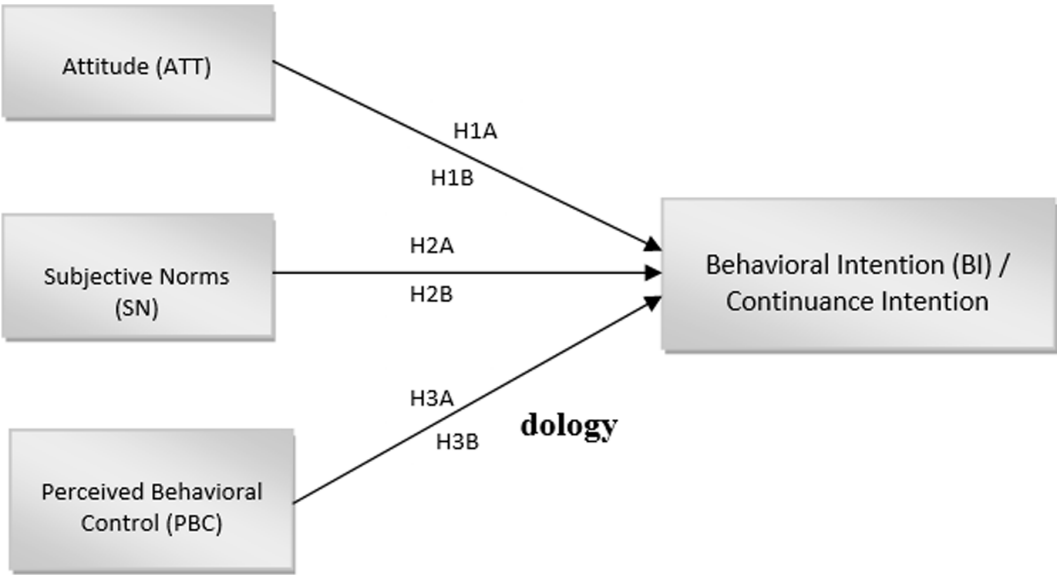 Attitude (ATT)
H1A
H1B
Subjective Norms
(SN)
H2A
H2B
Behavioral Intention (BI) /
Continuance Intention
H3A
H3B
dology
Perceived Behavioral
Control (PBC)